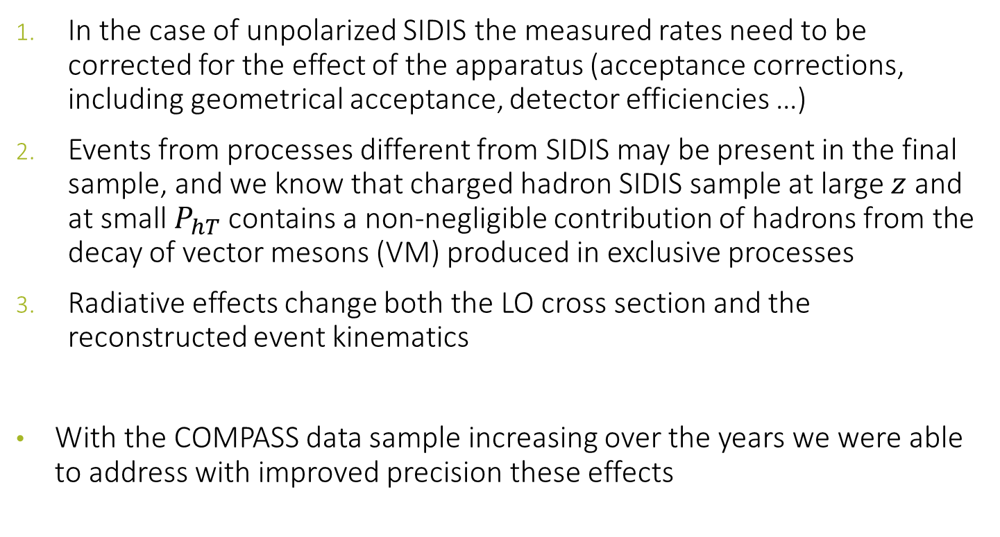 1. In the case of unpolarized SIDIS the measured rates need to be
corrected for the effect of the apparatus (acceptance corrections,
including geometrical acceptance, detector efficiencies ...)
2. Events from processes different from SIDIS may be present in the final
sample, and we know that charged hadron SIDIS sample at large z and
at small P_{hT} contains a non-negligible contribution of hadrons from the
decay of vector mesons (VM) produced in exclusive processes
3. Radiative effects change both the LO cross section and the
reconstructed event kinematics
• With the COMPASS data sample increasing over the years we were able
to address with improved precision these effects